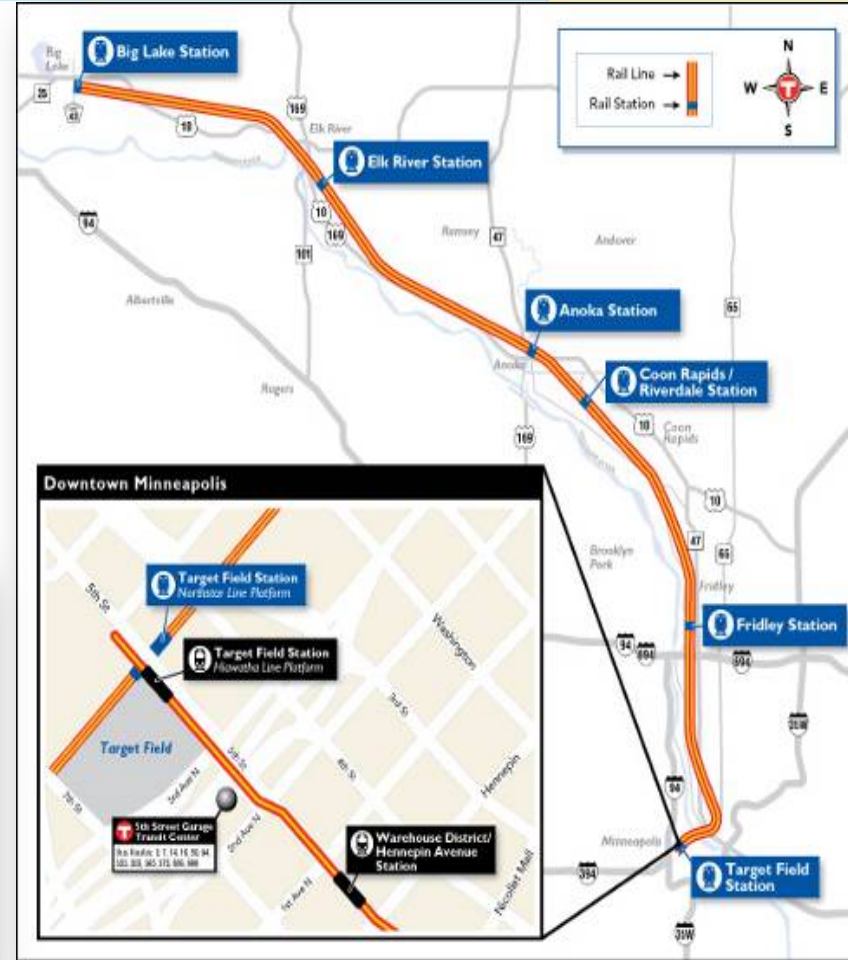 Big Lake
Big Lake Station
Rail Line
Rail Station
N
W
E
S
T
25
43
10
169
Elk River
Elk River Station
10
169
101
94
Ramsey
47
Andover
Albertville
65
Anoka Station
Anoka
Coon Rapids /
Riverdale Station
Rogers
10
Coon
Rapids
169
10
47
65
Brooklyn
Park
Fridley
Fridley Station
94
694
694
35W
94
Minneapolis
394
Target Field
Station
35W
Downtown Minneapolis
5th St.
Target Field Station
Northstar Line Platform
Washington
Target Field Station
Hiawatha Line Platform
3rd St.
Target Field
5th St.
4th St.
Hennepin
3rd Ave N
7th St.
2nd Ave N
T
5th Street Garage
Transit Center
Warehouse District/
Hennepin Avenue
Station
1st Ave N
Nicollet Mall